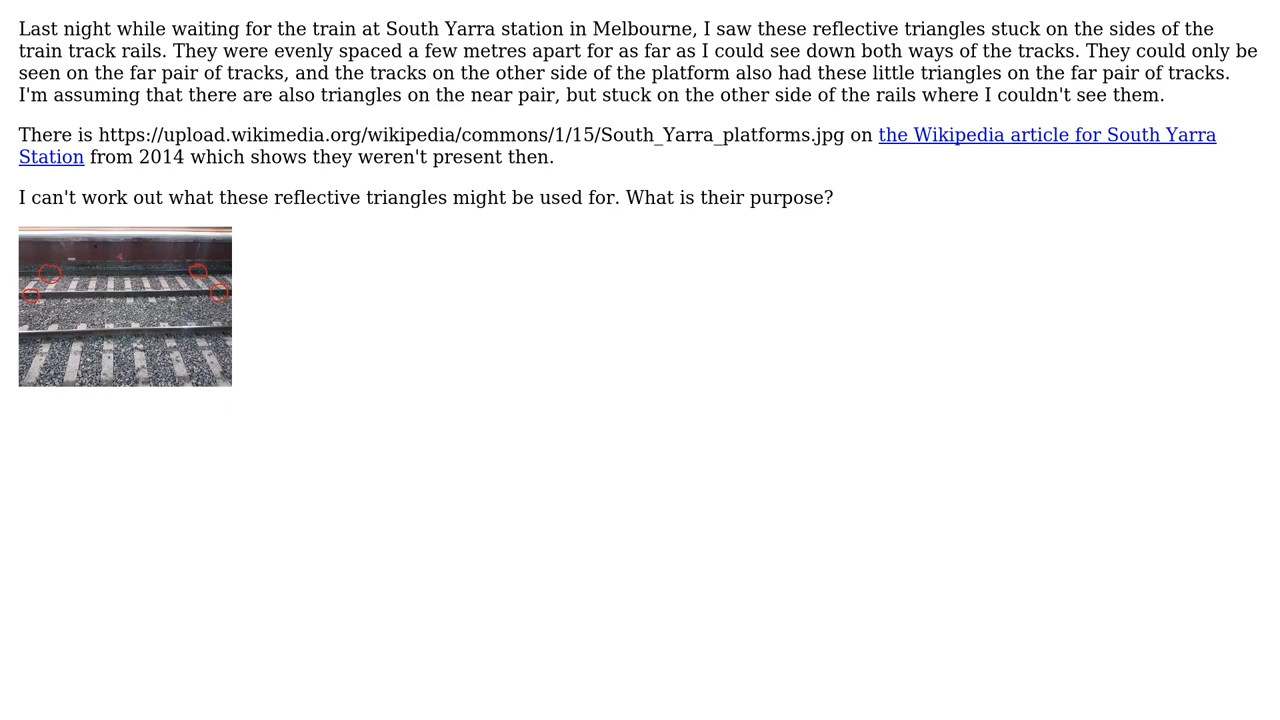 Last night while waiting for the train at South Yarra station in Melbourne, I saw these reflective triangles stuck on the sides of the
train track rails. They were evenly spaced a few metres apart for as far as I could see down both ways of the tracks. They could only be
seen on the far pair of tracks, and the tracks on the other side of the platform also had these little triangles on the far pair of tracks.
I'm assuming that there are also triangles on the near pair, but stuck on the other side of the rails where I couldn't see them.
There is https://upload.wikimedia.org/wikipedia/commons/1/15/South_Yarra_platforms.jpg on the Wikipedia article for South Yarra
Station from 2014 which shows they weren't present then.
I can't work out what these reflective triangles might be used for. What is their purpose?